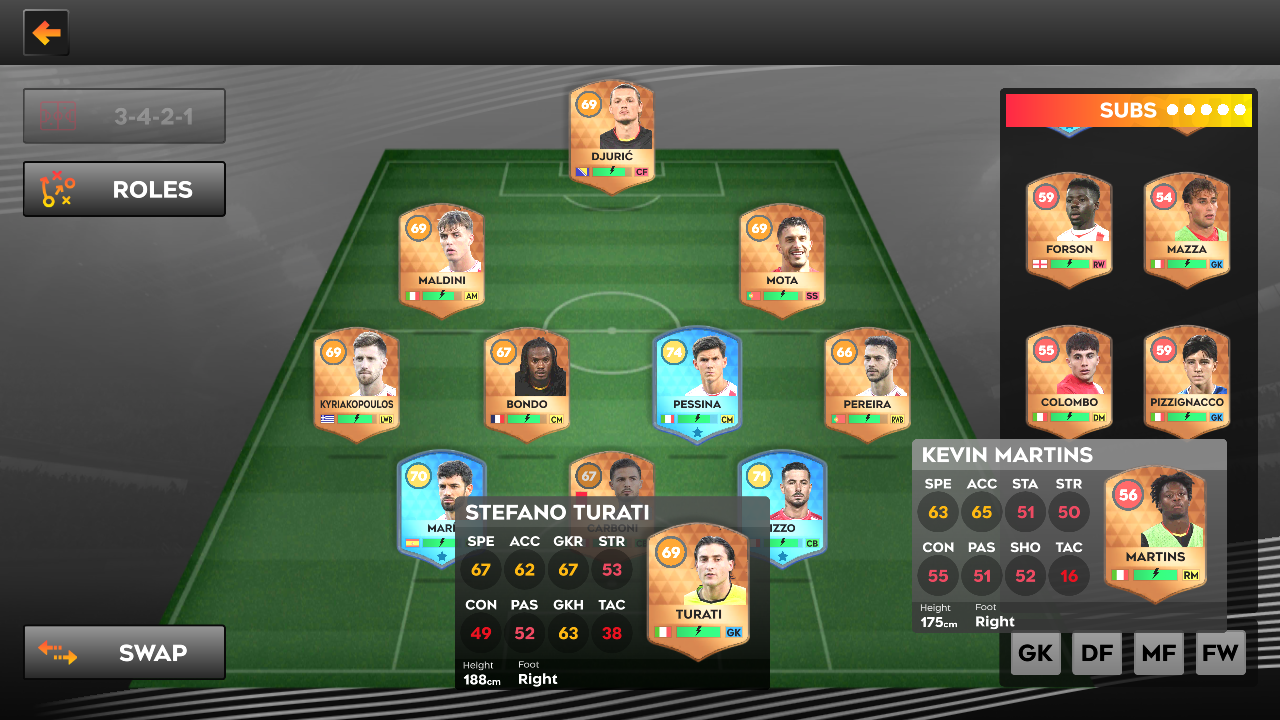 3-4-2-1
ROLES
SWAP
SUBS
69
DJURIĆ
CF
69
MALDINI
AM
69
MOTA
SS
69
KYRIAKOPOULOS
LWB
67
BONDO
CM
74
PESSINA
CM
66
PEREIRA
RWB
70
MARI
67
CARBONI
71
IZZO
CB
STEFANO TURATI
SPE ACC GKR STR
67 62 67 53
CON PAS GKH TAC
49 52 63 38
Height Foot
188cm Right
69
TURATI
GK
59
FORSON
RW
54
MAZZA
GK
55
COLOMBO
DM
59
PIZZIGNACCO
GK
KEVIN MARTINS
SPE ACC STA STR
63 65 51 50
CON PAS SHO TAC
55 51 52 16
Height Foot
175cm Right
56
MARTINS
RM
GK DF MF FW